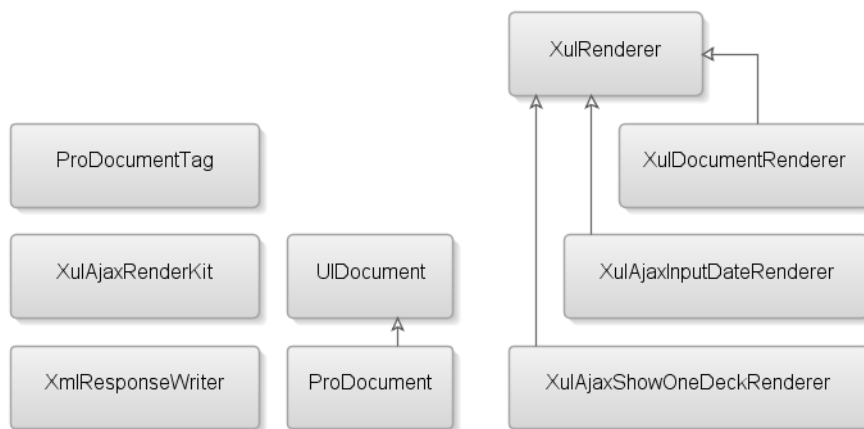 XulRenderer
ProDocumentTag
XulDocumentRenderer
XulAjaxRenderKit
UIDocument
XulAjaxInputDateRenderer
XmlResponseWriter
ProDocument
XulAjaxShowOneDeckRenderer